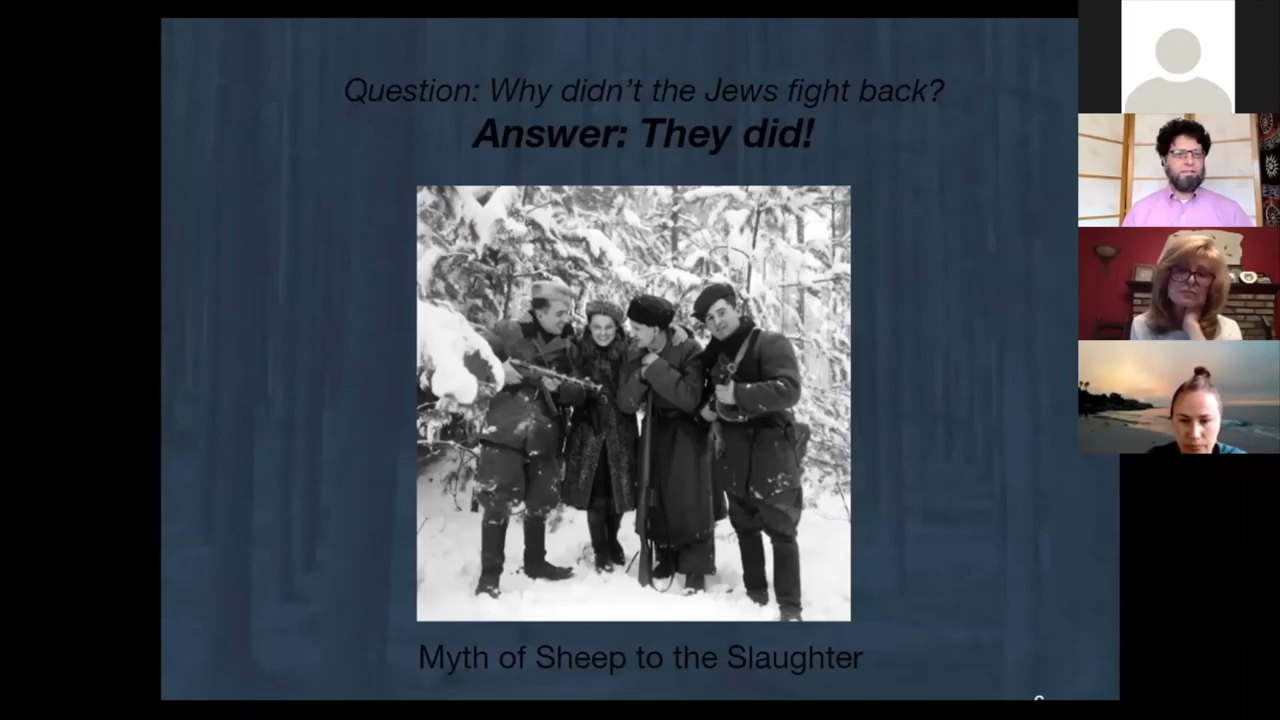 Question: Why didn't the Jews fight back?
Answer: They did!
Myth of Sheep to the Slaughter